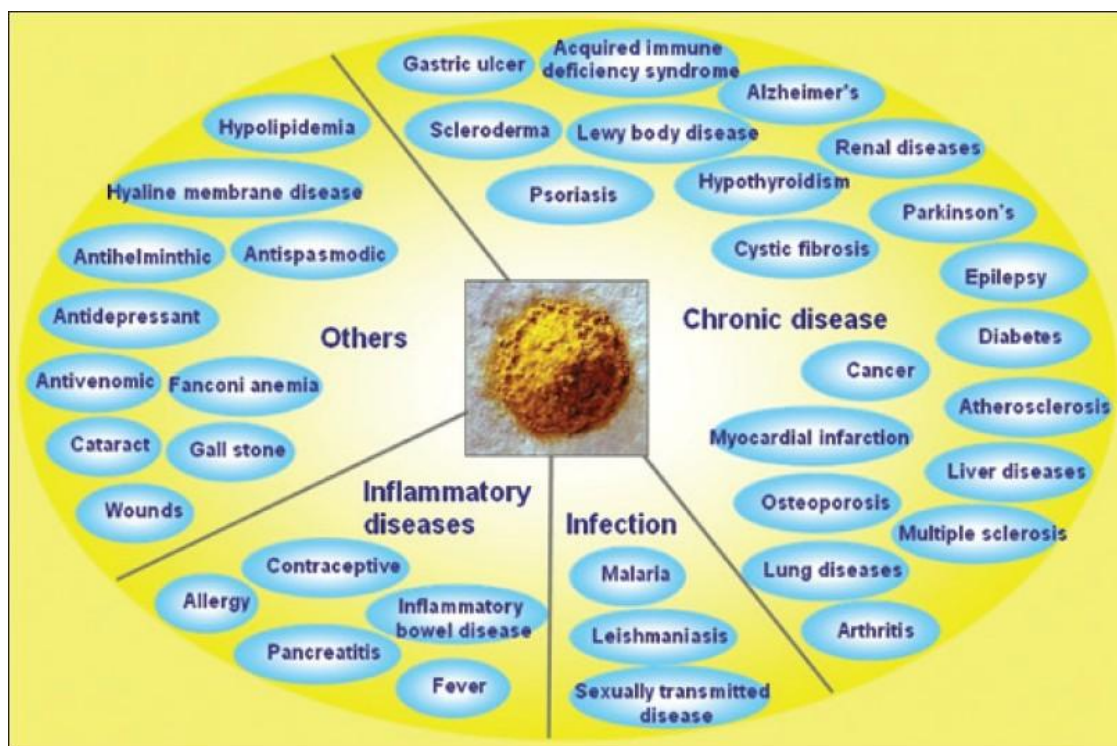 Gastric ulcer
Acquired immune
deficiency syndrome
Alzheimer's
Scleroderma
Lewy body disease
Renal diseases
Psoriasis
Hypothyroidism
Parkinson's
Cystic fibrosis
Epilepsy
Chronic disease
Diabetes
Cancer
Atherosclerosis
Myocardial infarction
Liver diseases
Osteoporosis
Multiple sclerosis
Lung diseases
Arthritis
Infection
Malaria
Leishmaniasis
Sexually transmitted
disease
Inflammatory
diseases
Contraceptive
Allergy
Inflammatory
bowel disease
Pancreatitis
Fever
Others
Hypolipidemia
Hyaline membrane disease
Antihelminthic
Antispasmodic
Antidepressant
Antivenomic
Fanconi anemia
Cataract
Gall stone
Wounds